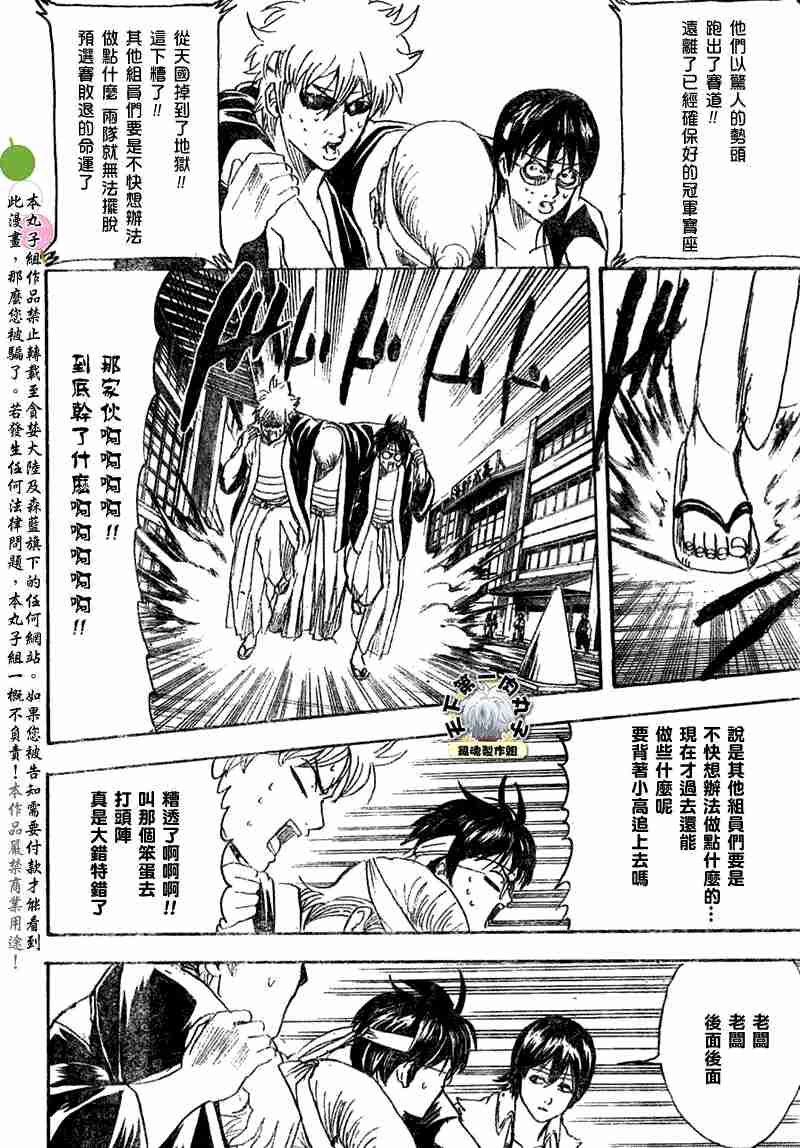 他們以驚人的勢頭
跑出了賽道!!
遠離了已經確保好的冠軍寶座
從天國掉到了地獄!!
這下糟了!!
其他組員們要是不快想辦法
做點什麼 兩隊就無法擺脫
預選賽敗退的命運了
那家伙啊啊啊啊!!
到底幹了什麽啊啊啊啊啊!!
說是其他組員們要是
不快想辦法做點什麼的…
現在才過去還能
做些什麼呢
要背著小高追上去嗎
糟透了啊啊啊!!
叫那個笨蛋去
打頭陣
真是大錯特錯了
老闆
老闆
後面後面
本丸子組作品禁止轉載至貪婪大陸及森藍旗下的任何網站。如果您被告知需要付款才能看到
此漫畫，那麼您被騙了。若發生任何法律問題，本丸子組一概不負責！本作品嚴禁商業用途！
銀魂製作組